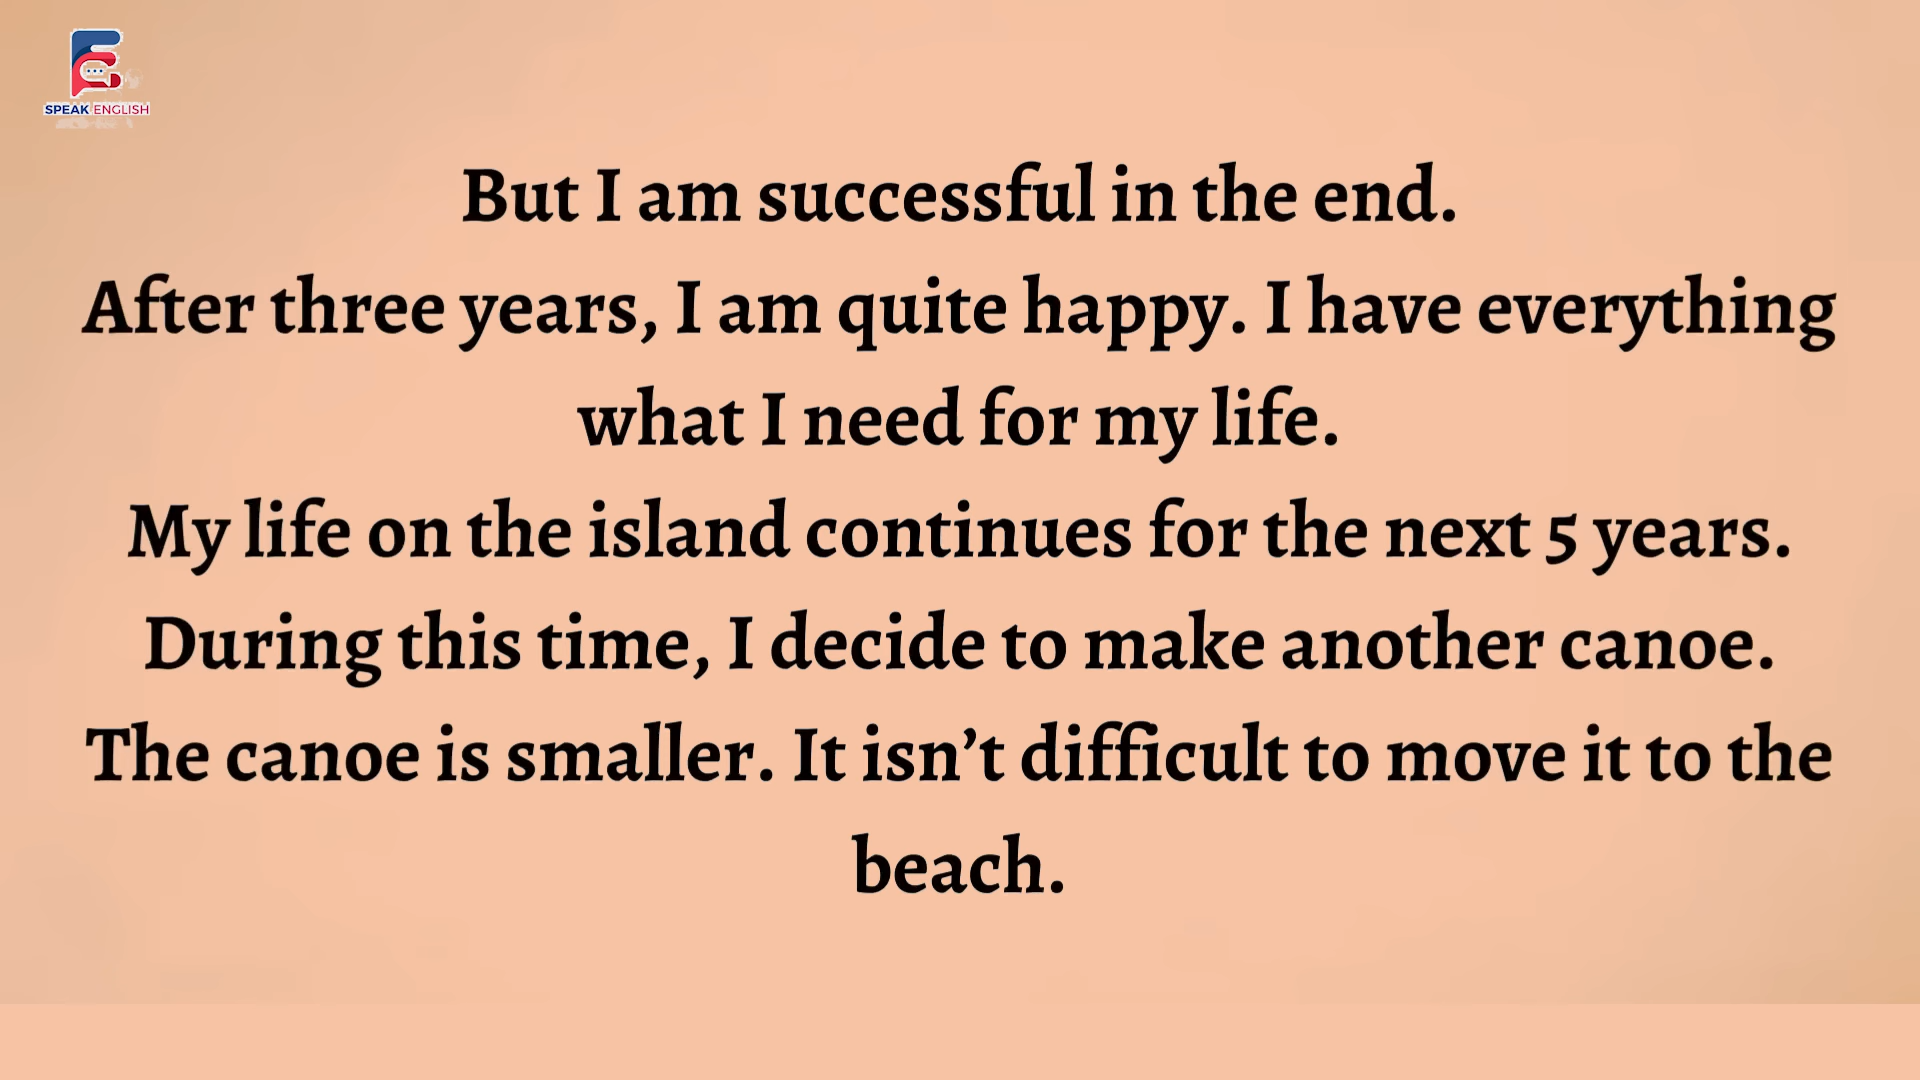 SPEAK ENGLISH
But I am successful in the end.
After three years, I am quite happy. I have everything
what I need for my life.
My life on the island continues for the next 5 years.
During this time, I decide to make another canoe.
The canoe is smaller. It isn’t difficult to move it to the
beach.